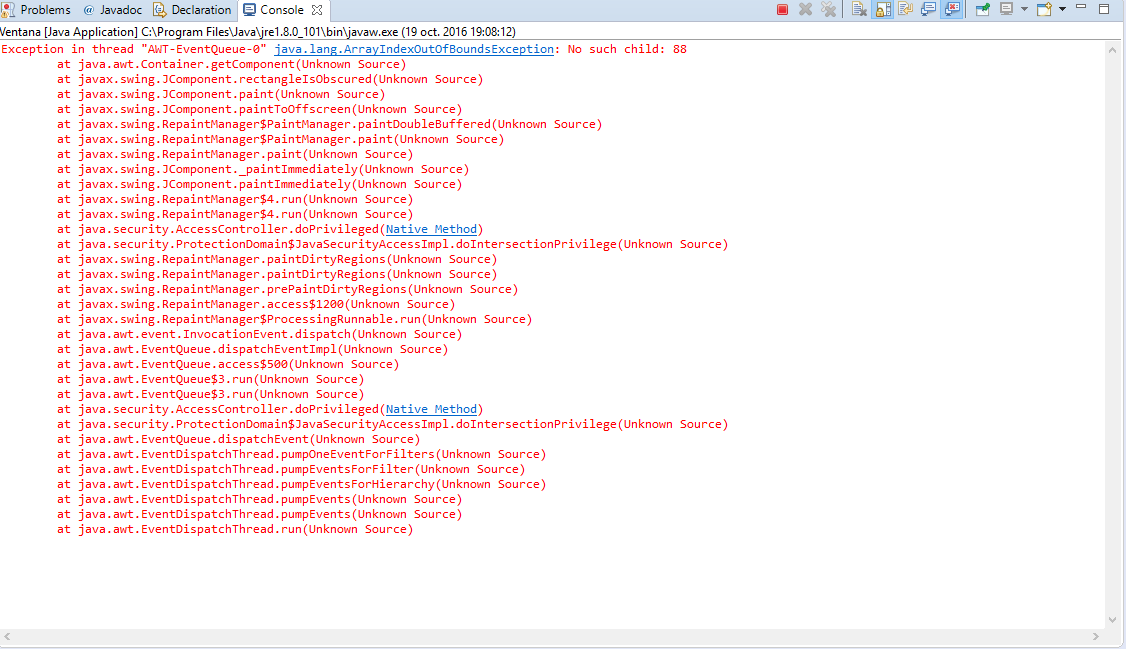 Problems @ Javadoc Declaration Console
Ventana [Java Application] C:\Program Files\Java\jre1.8.0_101\bin\javaw.exe (19 oct. 2016 19:08:12)
Exception in thread "AWT-EventQueue-0" java.lang.ArrayIndexOutOfBoundsException: No such child: 88
at java.awt.Container.getComponent(Unknown Source)
at javax.swing.JComponent.rectangleIsObscured(Unknown Source)
at javax.swing.JComponent.paint(Unknown Source)
at javax.swing.JComponent.paintToOffscreen(Unknown Source)
at javax.swing.RepaintManager$PaintManager.paintDoubleBuffered(Unknown Source)
at javax.swing.RepaintManager$PaintManager.paint(Unknown Source)
at javax.swing.RepaintManager.paint(Unknown Source)
at javax.swing.JComponent._paintImmediately(Unknown Source)
at javax.swing.JComponent.paintImmediately(Unknown Source)
at javax.swing.RepaintManager$4.run(Unknown Source)
at javax.swing.RepaintManager$4.run(Unknown Source)
at java.security.AccessController.doPrivileged(Native Method)
at java.security.ProtectionDomain$JavaSecurityAccessImpl.doIntersectionPrivilege(Unknown Source)
at javax.swing.RepaintManager.paintDirtyRegions(Unknown Source)
at javax.swing.RepaintManager.paintDirtyRegions(Unknown Source)
at javax.swing.RepaintManager.prePaintDirtyRegions(Unknown Source)
at javax.swing.RepaintManager.access$1200(Unknown Source)
at javax.swing.RepaintManager$ProcessingRunnable.run(Unknown Source)
at java.awt.event.InvocationEvent.dispatch(Unknown Source)
at java.awt.EventQueue.dispatchEventImpl(Unknown Source)
at java.awt.EventQueue.access$500(Unknown Source)
at java.awt.EventQueue$3.run(Unknown Source)
at java.awt.EventQueue$3.run(Unknown Source)
at java.security.AccessController.doPrivileged(Native Method)
at java.security.ProtectionDomain$JavaSecurityAccessImpl.doIntersectionPrivilege(Unknown Source)
at java.awt.EventQueue.dispatchEvent(Unknown Source)
at java.awt.EventDispatchThread.pumpOneEventForFilters(Unknown Source)
at java.awt.EventDispatchThread.pumpEventsForFilter(Unknown Source)
at java.awt.EventDispatchThread.pumpEventsForHierarchy(Unknown Source)
at java.awt.EventDispatchThread.pumpEvents(Unknown Source)
at java.awt.EventDispatchThread.pumpEvents(Unknown Source)
at java.awt.EventDispatchThread.run(Unknown Source)